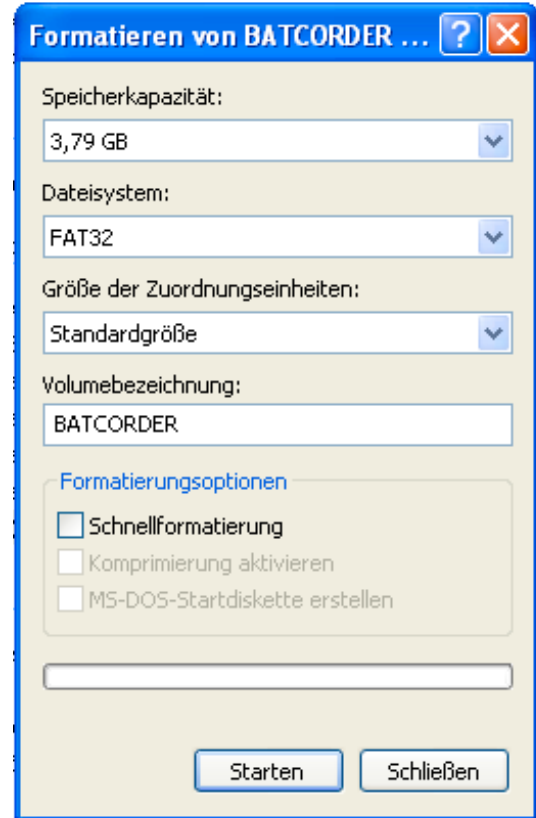 Formatieren von BATCORDER ...
Speicherkapazität:
3,79 GB
Dateisystem:
FAT32
Größe der Zuordnungseinheiten:
Standardgröße
Volumebezeichnung:
BATCORDER
Formatierungsoptionen
Schnellformatierung
Komprimierung aktivieren
MS-DOS-Startdiskette erstellen
Starten Schließen